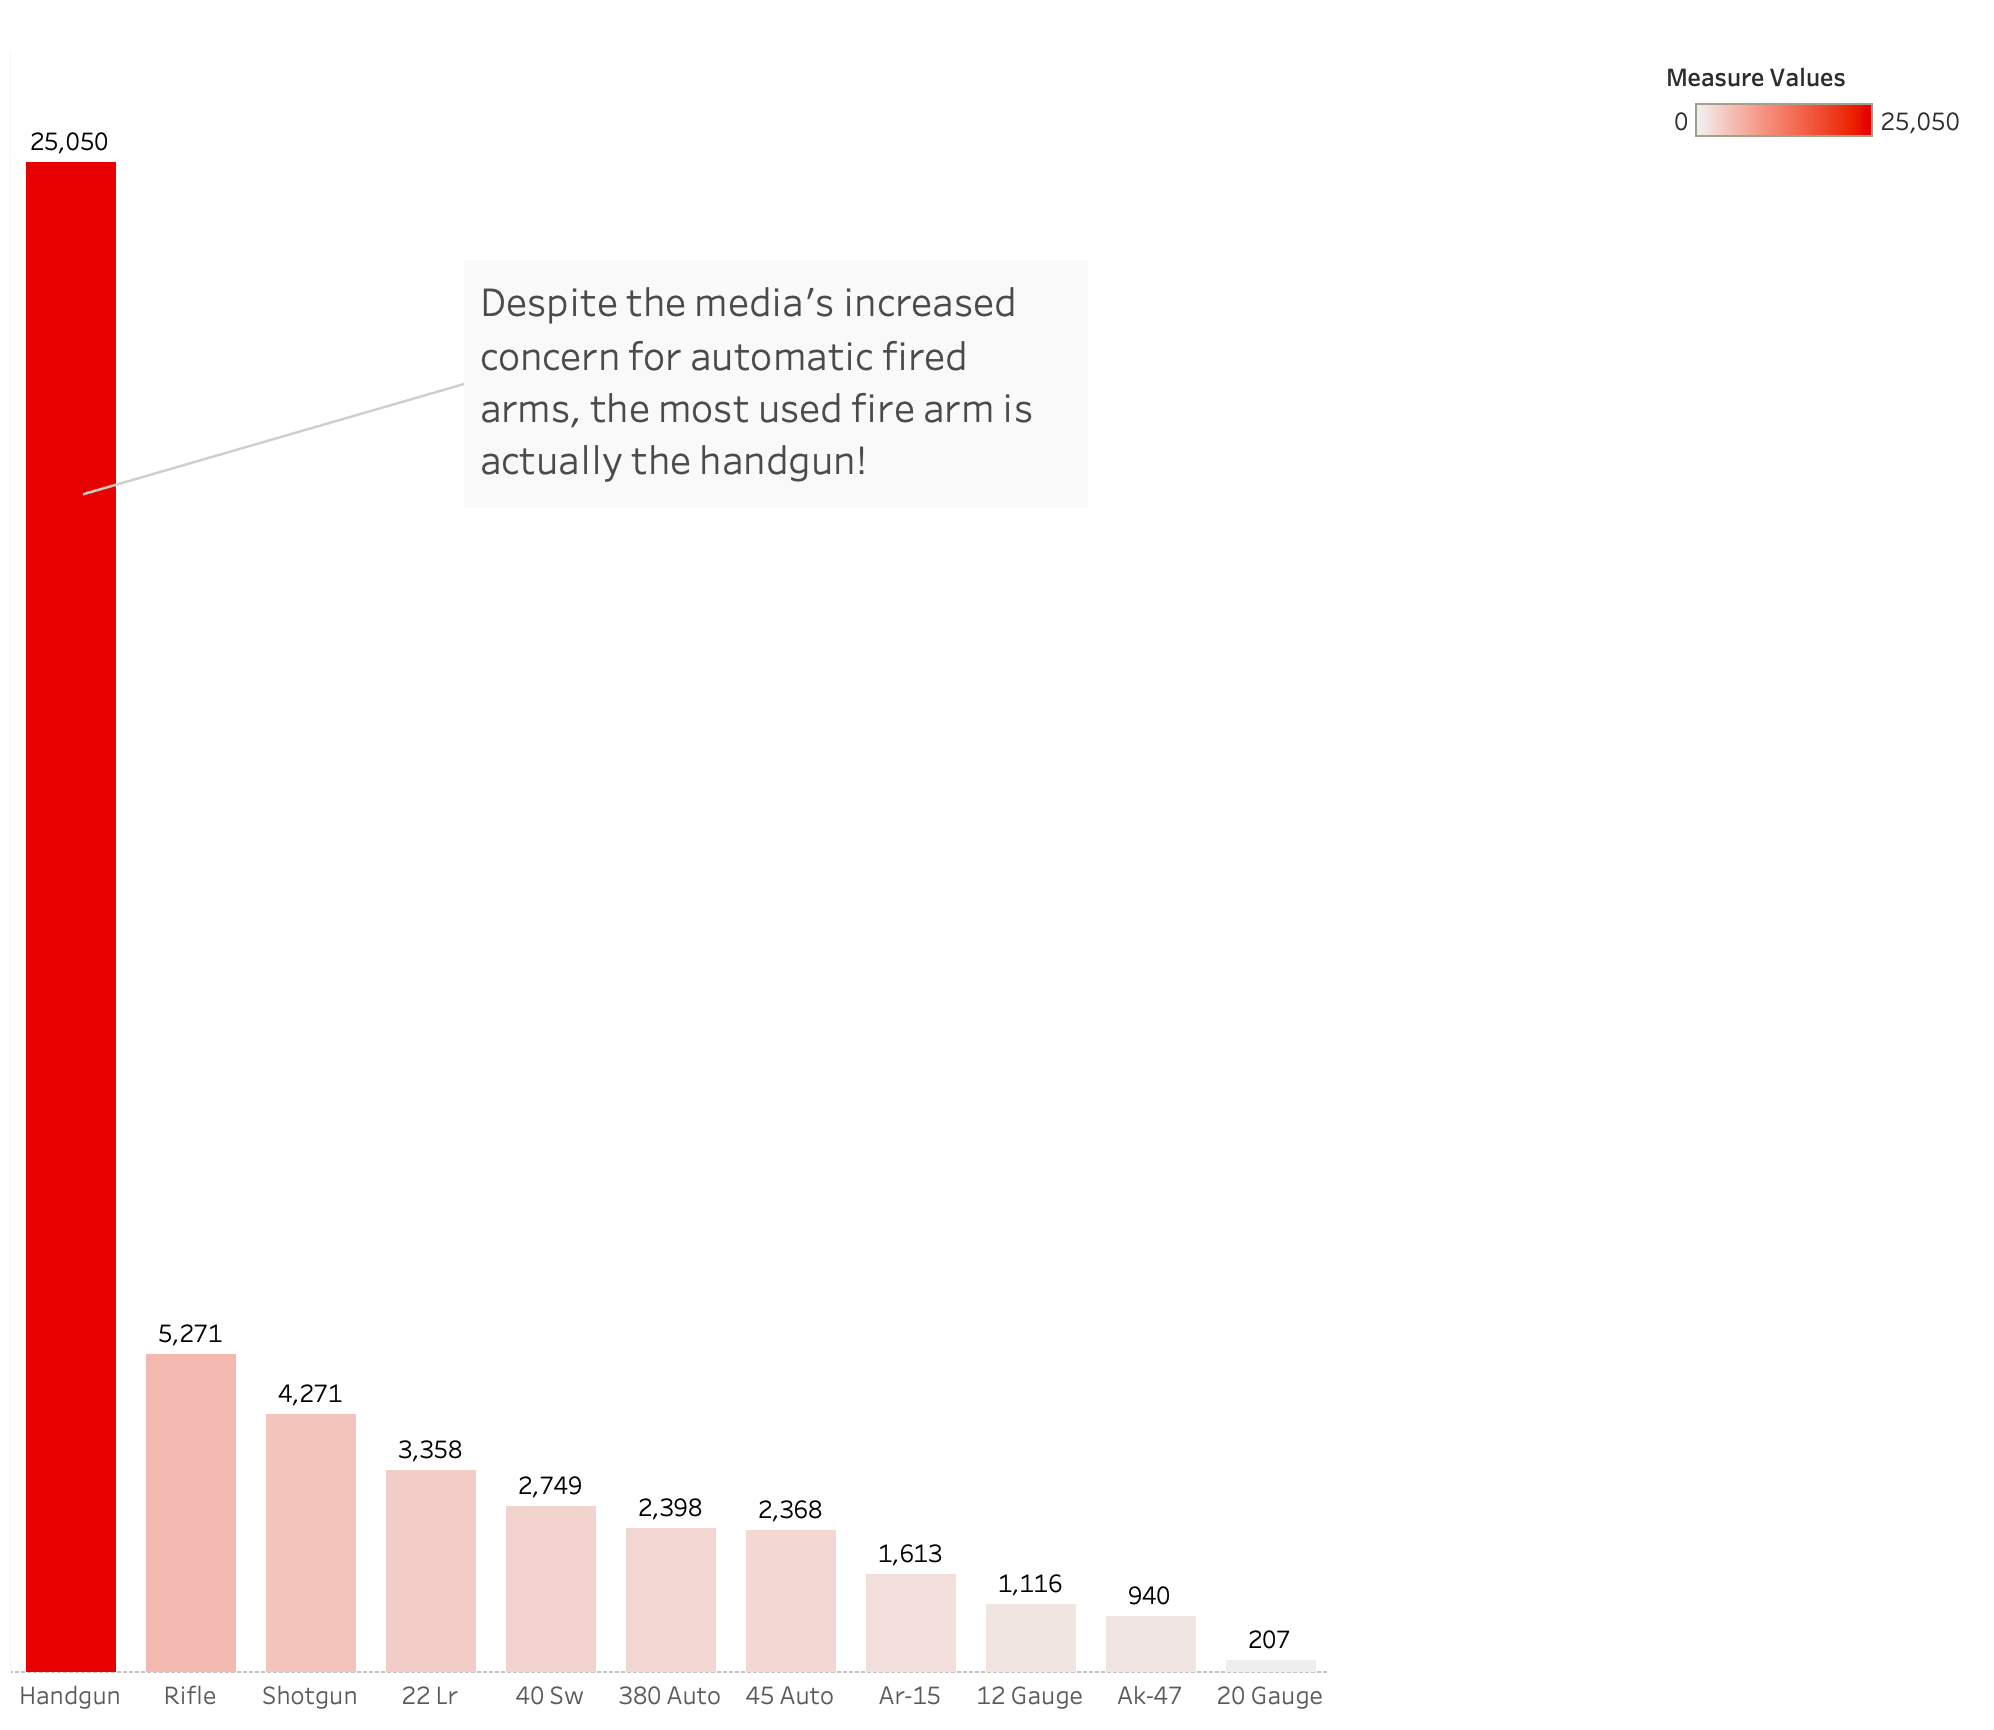 Measure Values
0 25,050
25,050
Despite the media’s increased
concern for automatic fired
arms, the most used fire arm is
actually the handgun!
5,271
4,271
3,358
2,749
2,398
2,368
1,613
1,116
940
207
Handgun Rifle Shotgun 22 Lr 40 Sw 380 Auto 45 Auto Ar-15 12 Gauge Ak-47 20 Gauge